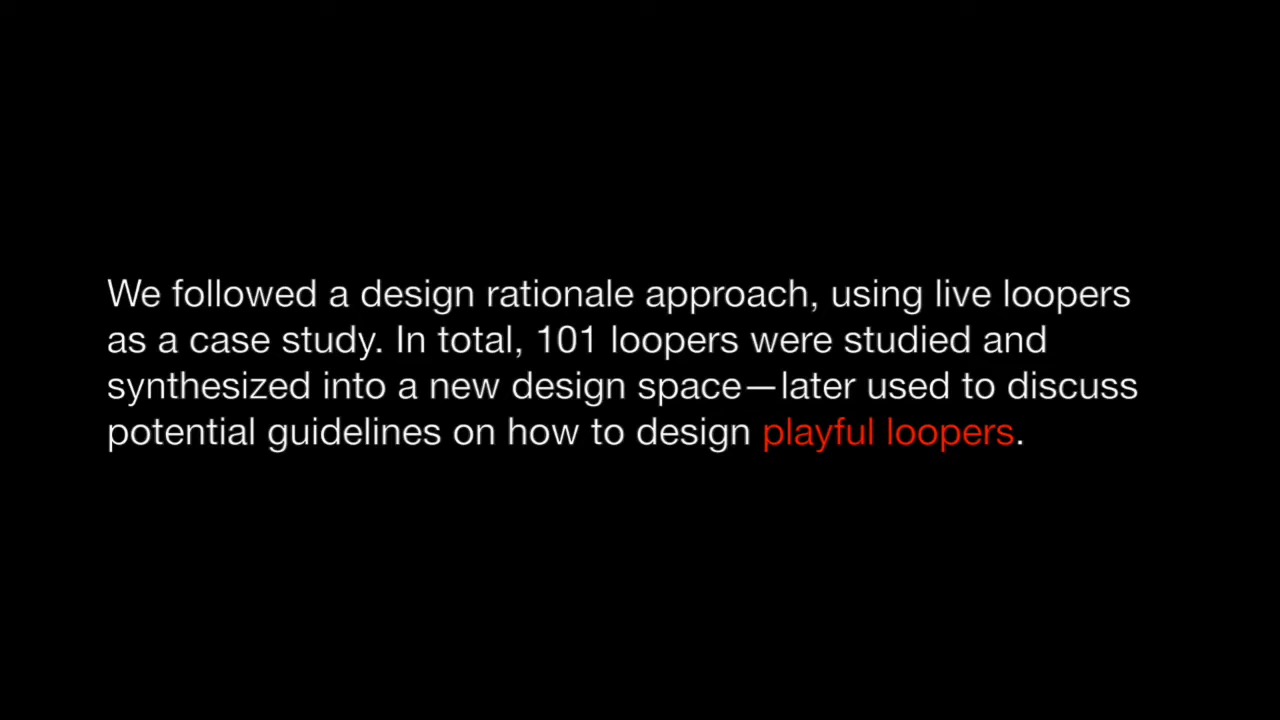 We followed a design rationale approach, using live loopers
as a case study. In total, 101 loopers were studied and
synthesized into a new design space—later used to discuss
potential guidelines on how to design playful loopers.